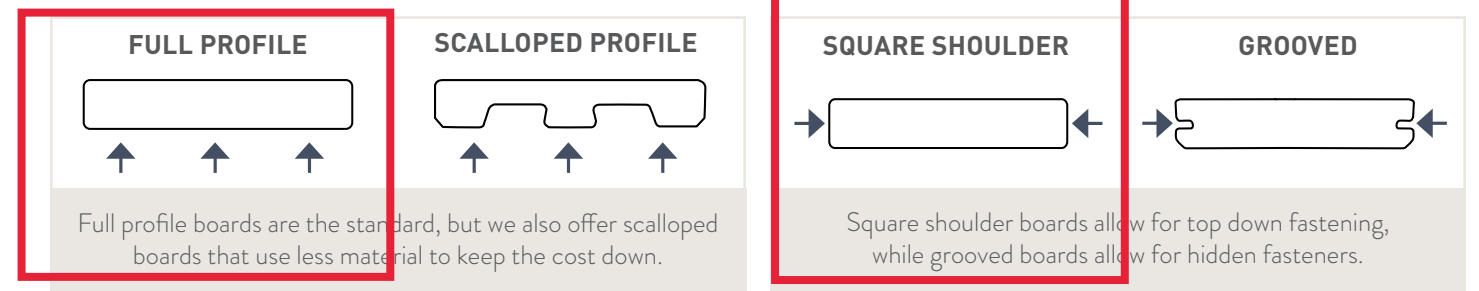 FULL PROFILE
SCALLOPED PROFILE
Full profile boards are the standard, but we also offer scalloped
boards that use less material to keep the cost down.
SQUARE SHOULDER
GROOVED
Square shoulder boards allow for top down fastening,
while grooved boards allow for hidden fasteners.